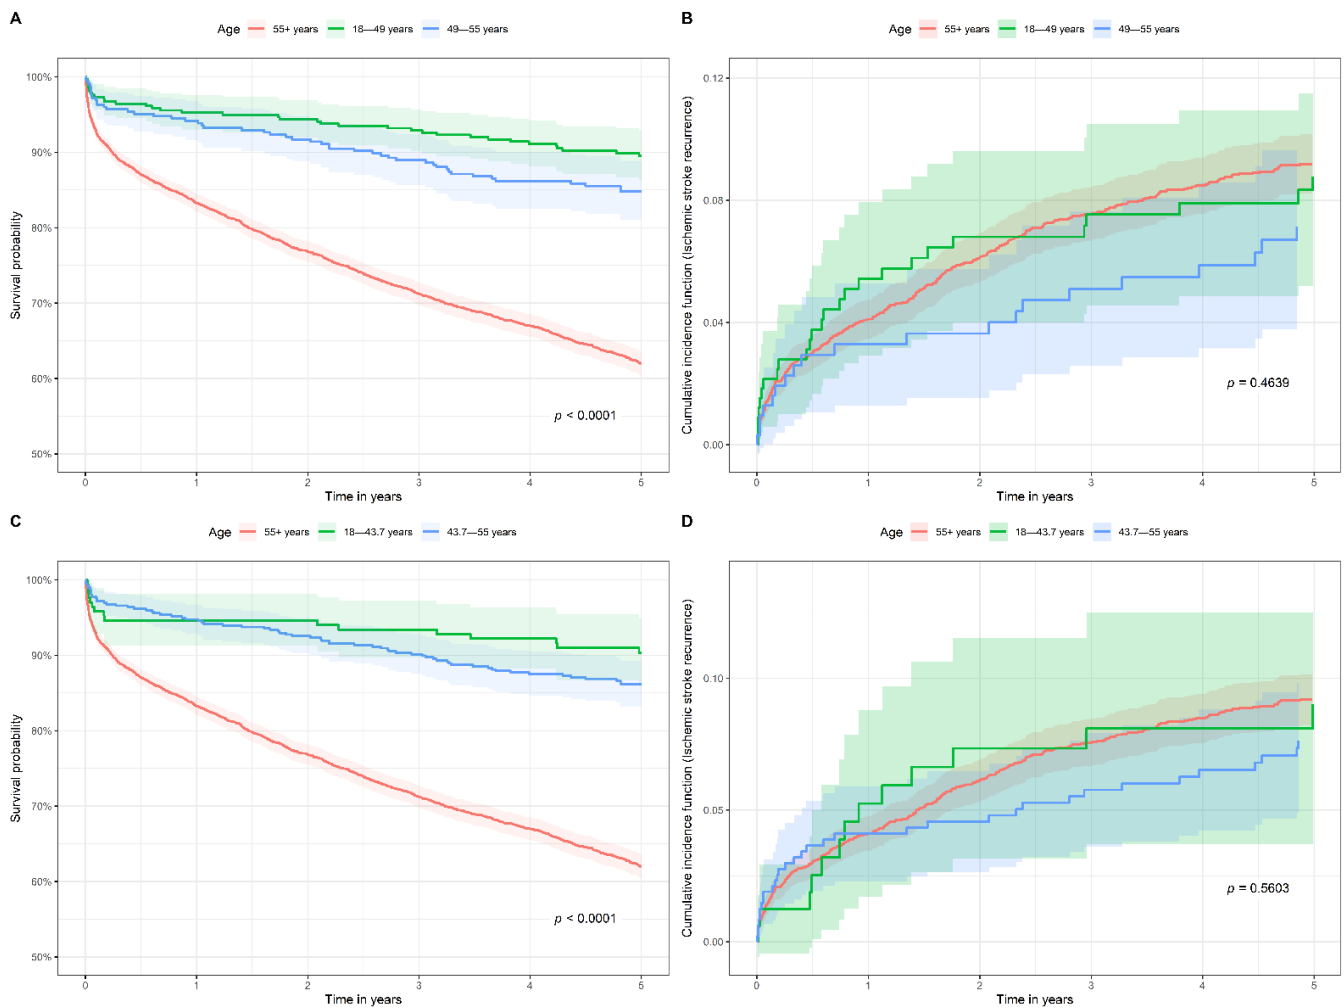 A
Age 55+ years 18—49 years 49—55 years
100%
90%
80%
70%
60%
50%
Survival probability
p < 0.0001
0 1 2 3 4 5
Time in years
B
Age 55+ years 18—49 years 49—55 years
0.12
0.08
0.04
0.00
Cumulative incidence function (Ischemic stroke recurrence)
p = 0.4639
0 1 2 3 4 5
Time in years
C
Age 55+ years 18—43.7 years 43.7—55 years
100%
90%
80%
70%
60%
50%
Survival probability
p < 0.0001
0 1 2 3 4 5
Time in years
D
Age 55+ years 18—43.7 years 43.7—55 years
0.10
0.05
0.00
Cumulative incidence function (Ischemic stroke recurrence)
p = 0.5603
0 1 2 3 4 5
Time in years